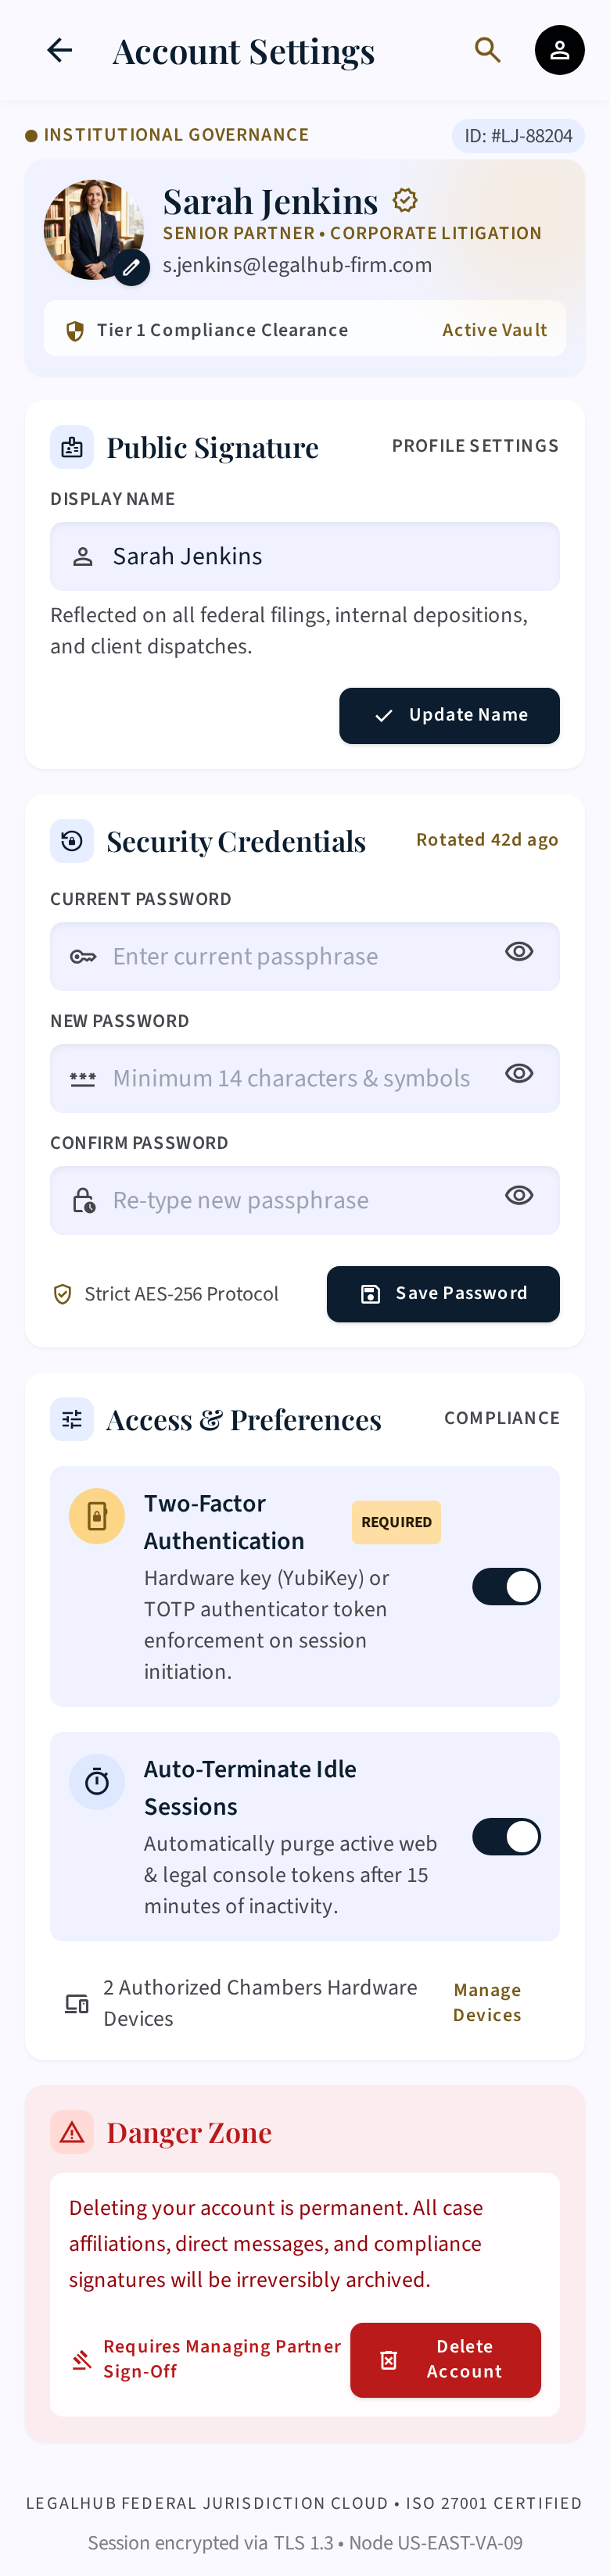 Account Settings
INSTITUTIONAL GOVERNANCE
ID: #LJ-88204
Sarah Jenkins
SENIOR PARTNER • CORPORATE LITIGATION
s.jenkins@legalhub-firm.com
Tier 1 Compliance Clearance
Active Vault
Public Signature
PROFILE SETTINGS
DISPLAY NAME
Sarah Jenkins
Reflected on all federal filings, internal depositions,
and client dispatches.
Update Name
Security Credentials
Rotated 42d ago
CURRENT PASSWORD
Enter current passphrase
NEW PASSWORD
Minimum 14 characters & symbols
CONFIRM PASSWORD
Re-type new passphrase
Strict AES-256 Protocol
Save Password
Access & Preferences
COMPLIANCE
Two-Factor
Authentication
REQUIRED
Hardware key (YubiKey) or
TOTP authenticator token
enforcement on session
initiation.
Auto-Terminate Idle
Sessions
Automatically purge active web
& legal console tokens after 15
minutes of inactivity.
2 Authorized Chambers Hardware
Devices
Manage
Devices
Danger Zone
Deleting your account is permanent. All case
affiliations, direct messages, and compliance
signatures will be irreversibly archived.
Requires Managing Partner
Sign-Off
Delete
Account
LEGALHUB FEDERAL JURISDICTION CLOUD • ISO 27001 CERTIFIED
Session encrypted via TLS 1.3 • Node US-EAST-VA-09